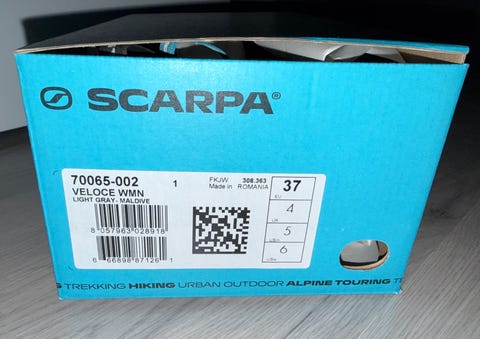 SCARPA®
70065-002 1
VELOCE WMN
LIGHT GRAY- MALDIVE
8 057963 028918
6 66898 87126 1
FKJW 308.363
Made in ROMANIA
37
EU
4
UK
5
6
TREKKING HIKING URBAN OUTDOOR ALPINE TOURING